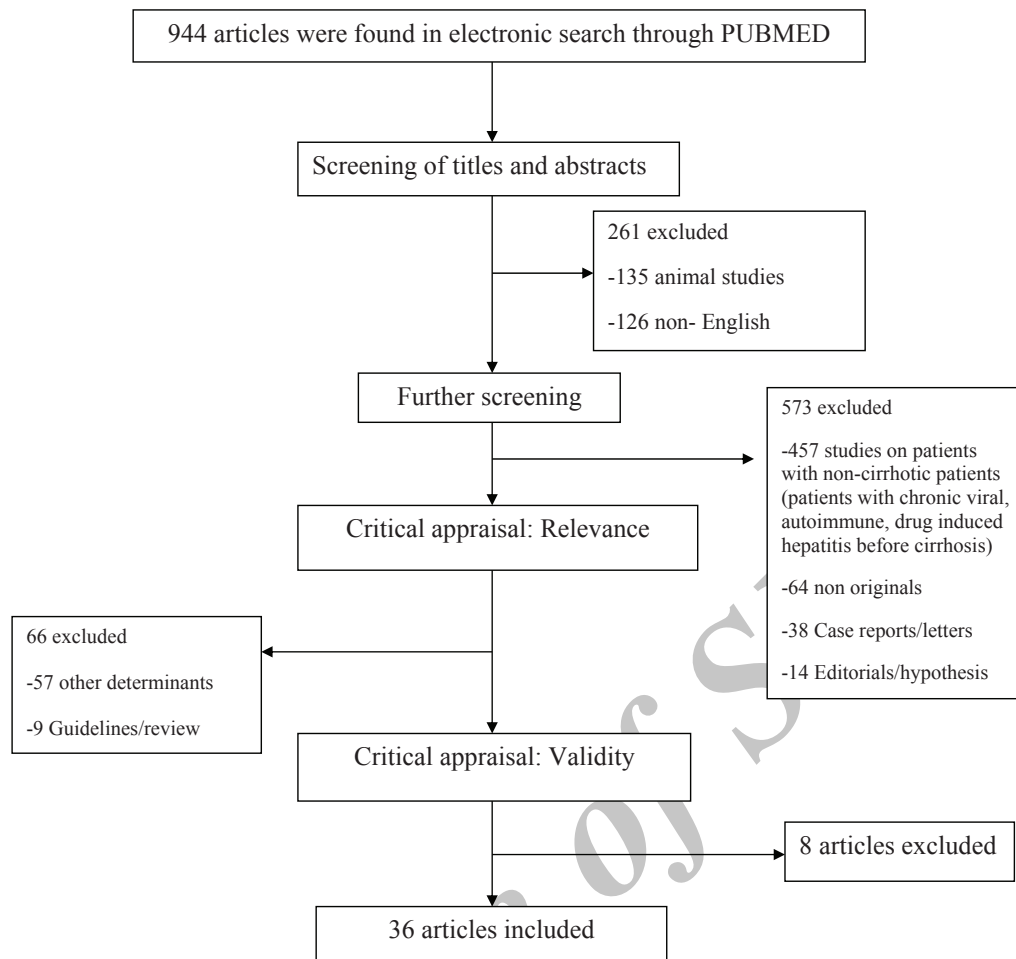 944 articles were found in electronic search through PUBMED
Screening of titles and abstracts
261 excluded
-135 animal studies
-126 non- English
Further screening
573 excluded
-457 studies on patients
with non-cirrhotic patients
(patients with chronic viral,
autoimmune, drug induced
hepatitis before cirrhosis)
-64 non originals
-38 Case reports/letters
-14 Editorials/hypothesis
Critical appraisal: Relevance
66 excluded
-57 other determinants
-9 Guidelines/review
Critical appraisal: Validity
8 articles excluded
36 articles included
of S